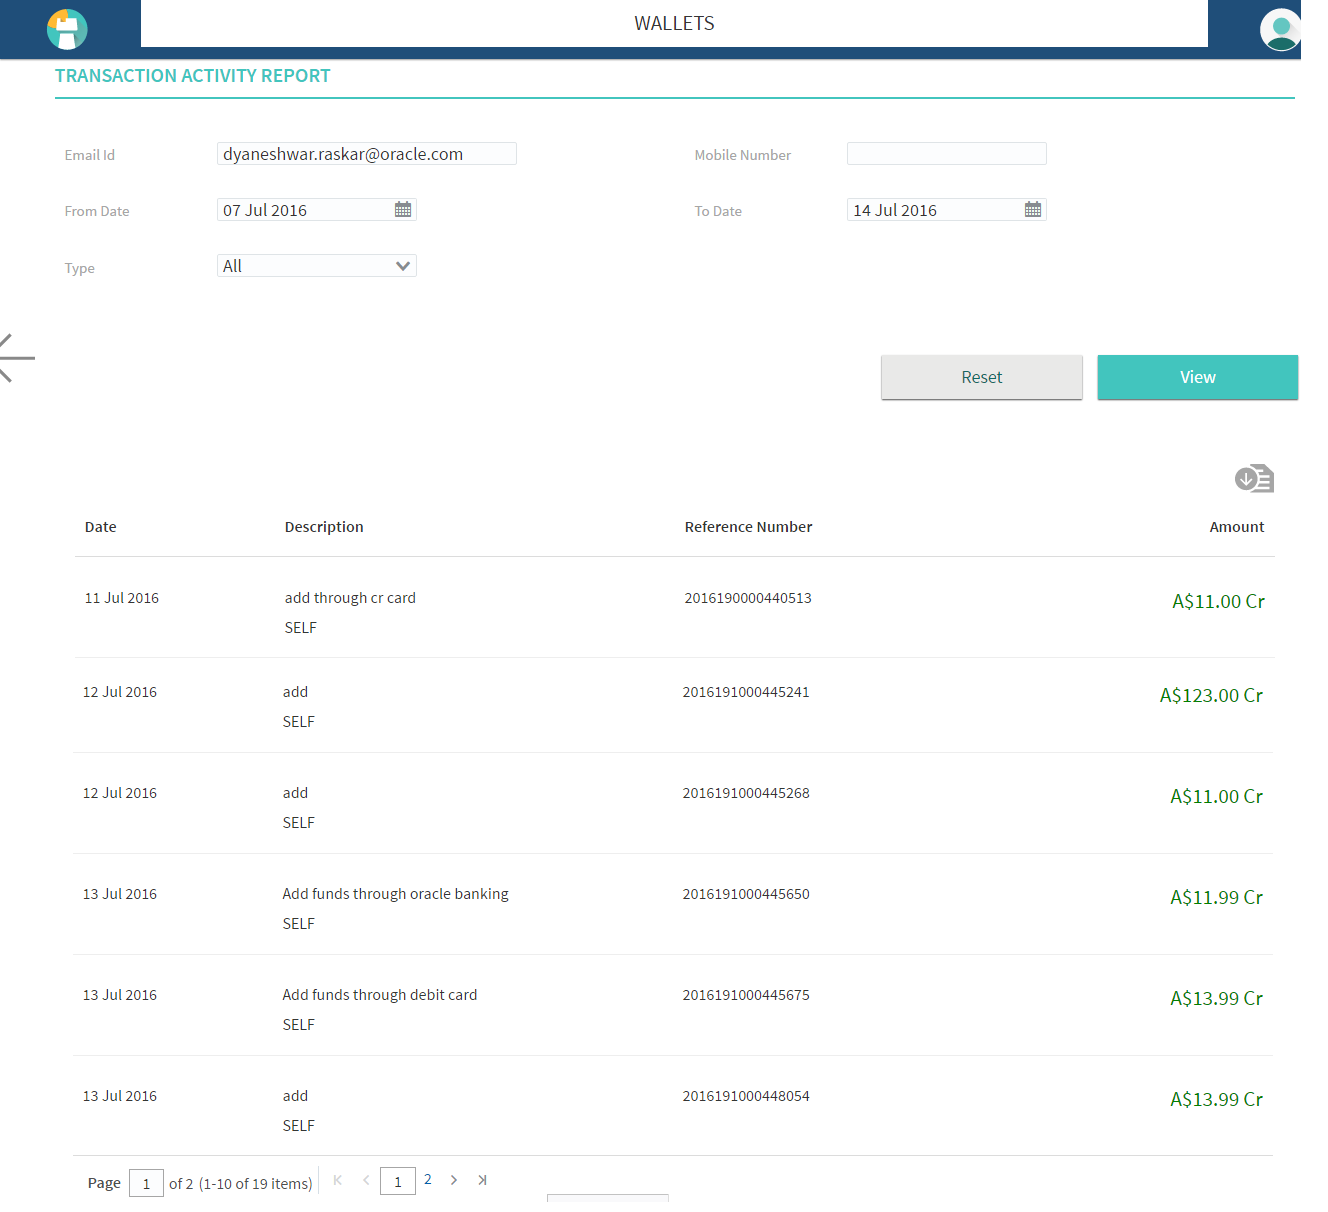 WALLETS
TRANSACTION ACTIVITY REPORT
Email Id dyaneshwar.raskar@oracle.com Mobile Number
From Date 07 Jul 2016 To Date 14 Jul 2016
Type All
Reset View
Date Description Reference Number Amount
11 Jul 2016 add through cr card 2016190000440513 A$11.00 Cr
SELF
12 Jul 2016 add 2016191000445241 A$123.00 Cr
SELF
12 Jul 2016 add 2016191000445268 A$11.00 Cr
SELF
13 Jul 2016 Add funds through oracle banking 2016191000445650 A$11.99 Cr
SELF
13 Jul 2016 Add funds through debit card 2016191000445675 A$13.99 Cr
SELF
13 Jul 2016 add 2016191000448054 A$13.99 Cr
SELF
Page 1 of 2 (1-10 of 19 items) 1 2